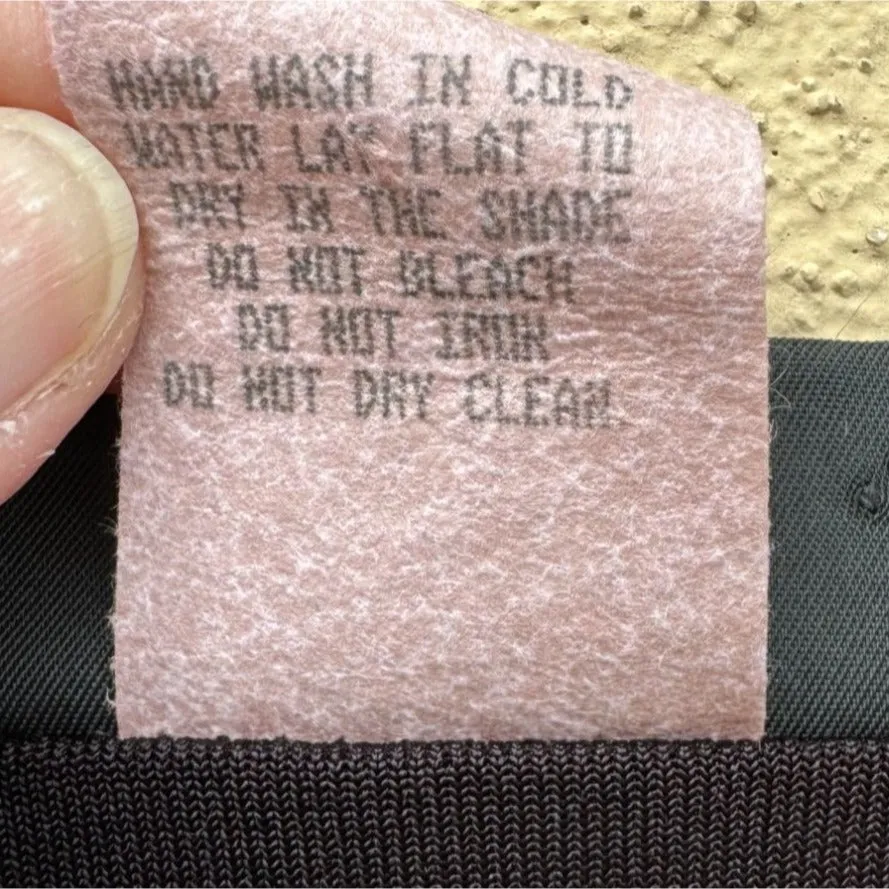 HAND WASH IN COLD
WATER LAY FLAT TO
DRY IN THE SHADE
DO NOT BLEACH
DO NOT IRON
DO NOT DRY CLEAN